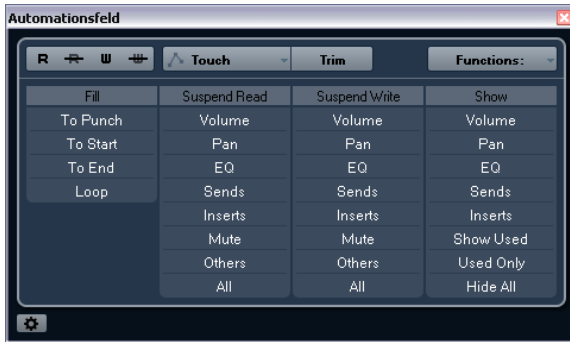 Automationsfeld
R R W W Touch Trim Functions:
Fill Suspend Read Suspend Write Show
To Punch Volume Volume Volume
To Start Pan Pan Pan
To End EQ EQ EQ
Loop Sends Sends Sends
Inserts Inserts Inserts
Mute Mute Show Used
Others Others Used Only
All All Hide All